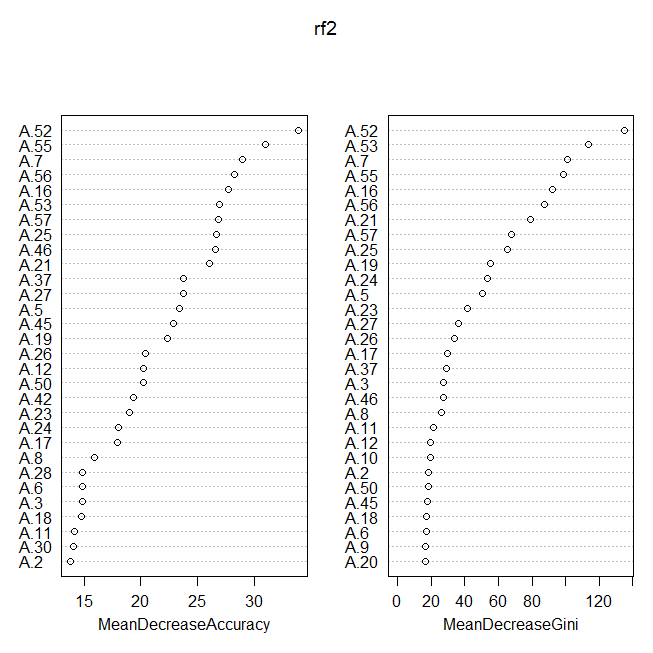 rf2
A.52
A.55
A.7
A.56
A.16
A.53
A.57
A.25
A.46
A.21
A.37
A.27
A.5
A.45
A.19
A.26
A.12
A.50
A.42
A.23
A.24
A.17
A.8
A.28
A.6
A.3
A.18
A.11
A.30
A.2
15 20 25 30
MeanDecreaseAccuracy
A.52
A.53
A.7
A.55
A.16
A.56
A.21
A.57
A.25
A.19
A.24
A.5
A.23
A.27
A.26
A.17
A.37
A.3
A.46
A.8
A.11
A.12
A.10
A.2
A.50
A.45
A.18
A.6
A.9
A.20
0 20 40 60 80 120
MeanDecreaseGini